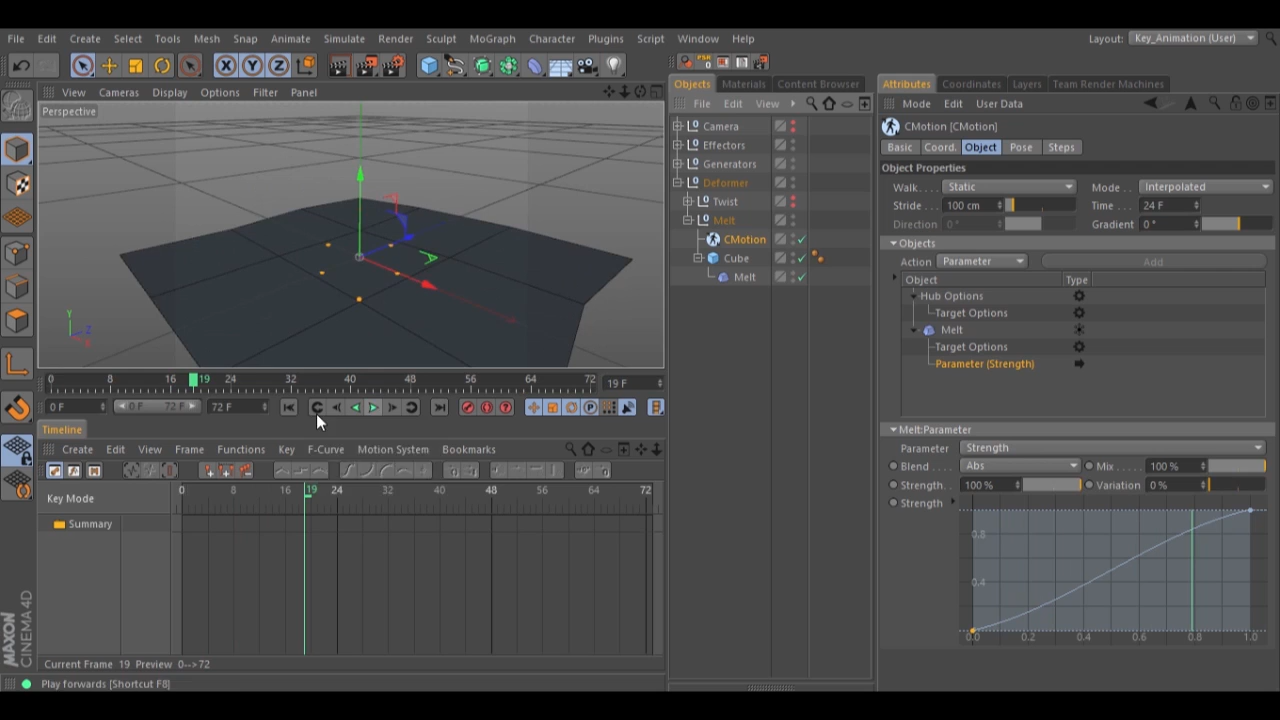 File Edit Create Select Tools Mesh Snap Animate Simulate Render Sculpt MoGraph Character Plugins Script Window Help Layout: Key_Animation (User)
X Y Z
PSR
Objects Materials Content Browser Attributes Coordinates Layers Team Render Machines
View Cameras Display Options Filter Panel File Edit View Mode Edit User Data
Perspective
Camera
CMotion [CMotion]
Effectors
Basic Coord. Object Pose Steps
Generators
Object Properties
Deformer
Walk.... Static Mode.. Interpolated
Twist
Stride... 100 cm Time.... 24 F
Melt
Direction 0° Gradient 0°
CMotion
Objects
Cube
Action Parameter Add
Melt
Object Type
Hub Options
Target Options
Melt
Target Options
Parameter (Strength)
Y Z X
0 8 16 19 24 32 40 48 56 64 72 19 F
0 F 0 F 72 F 72 F
Timeline
Melt:Parameter
Create Edit View Frame Functions Key F-Curve Motion System Bookmarks
Parameter Strength
Blend... Abs Mix..... 100 %
Strength. 100 % Variation 0 %
Key Mode
0 8 16 19 24 32 40 48 56 64 72
Strength
Summary
0.8
0.4
0.0 0.2 0.4 0.6 0.8 1.0
Current Frame 19 Preview 0-->72
Play forwards [Shortcut F8]
MAXON
CINEMA 4D